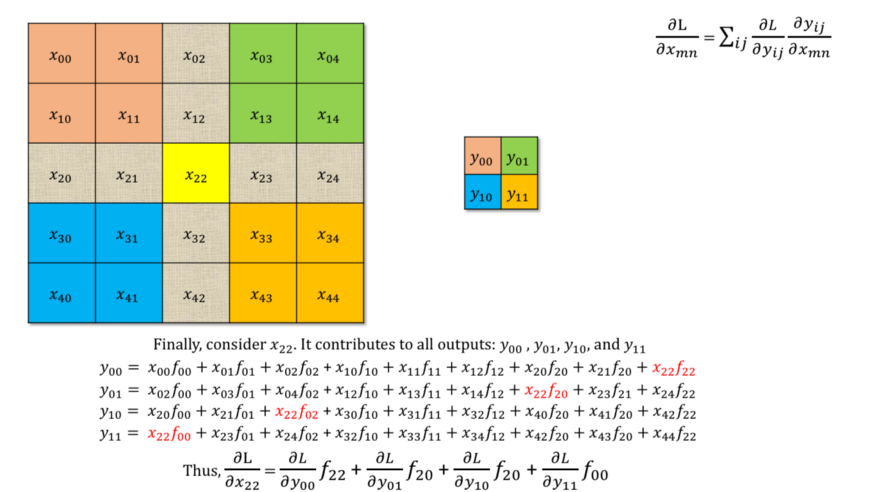 x₀₀ x₀₁ x₀₂ x₀₃ x₀₄
x₁₀ x₁₁ x₁₂ x₁₃ x₁₄
x₂₀ x₂₁ x₂₂ x₂₃ x₂₄
x₃₀ x₃₁ x₃₂ x₃₃ x₃₄
x₄₀ x₄₁ x₄₂ x₄₃ x₄₄
∂L/∂xₘₙ = ∑ᵢⱼ ∂L/∂yᵢⱼ ∂yᵢⱼ/∂xₘₙ
y₀₀ y₀₁
y₁₀ y₁₁
Finally, consider x₂₂. It contributes to all outputs: y₀₀ , y₀₁, y₁₀, and y₁₁
y₀₀ = x₀₀f₀₀ + x₀₁f₀₁ + x₀₂f₀₂ + x₁₀f₁₀ + x₁₁f₁₁ + x₁₂f₁₂ + x₂₀f₂₀ + x₂₁f₂₀ + x₂₂f₂₂
y₀₁ = x₀₂f₀₀ + x₀₃f₀₁ + x₀₄f₀₂ + x₁₂f₁₀ + x₁₃f₁₁ + x₁₄f₁₂ + x₂₂f₂₀ + x₂₃f₂₁ + x₂₄f₂₂
y₁₀ = x₂₀f₀₀ + x₂₁f₀₁ + x₂₂f₀₂ + x₃₀f₁₀ + x₃₁f₁₁ + x₃₂f₁₂ + x₄₀f₂₀ + x₄₁f₂₀ + x₄₂f₂₂
y₁₁ = x₂₂f₀₀ + x₂₃f₀₁ + x₂₄f₀₂ + x₃₂f₁₀ + x₃₃f₁₁ + x₃₄f₁₂ + x₄₂f₂₀ + x₄₃f₂₀ + x₄₄f₂₂
Thus, ∂L/∂x₂₂ = ∂L/∂y₀₀ f₂₂ + ∂L/∂y₀₁ f₂₀ + ∂L/∂y₁₀ f₂₀ + ∂L/∂y₁₁ f₀₀